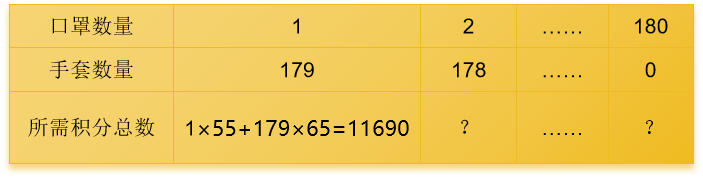 口罩数量 1 2 …… 180
手套数量 179 178 …… 0
所需积分总数 1×55+179×65=11690 ? …… ?